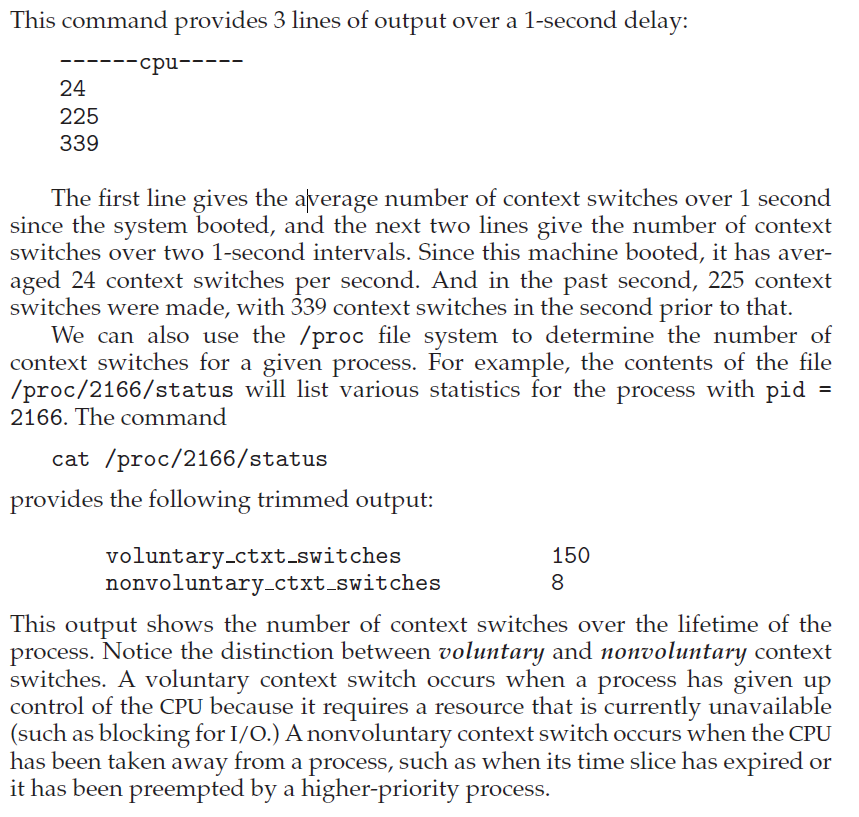 This command provides 3 lines of output over a 1-second delay:
------cpu-----
24
225
339
The first line gives the average number of context switches over 1 second
since the system booted, and the next two lines give the number of context
switches over two 1-second intervals. Since this machine booted, it has aver-
aged 24 context switches per second. And in the past second, 225 context
switches were made, with 339 context switches in the second prior to that.
We can also use the /proc file system to determine the number of
context switches for a given process. For example, the contents of the file
/proc/2166/status will list various statistics for the process with pid =
2166. The command
cat /proc/2166/status
provides the following trimmed output:
voluntary_ctxt_switches 150
nonvoluntary_ctxt_switches 8
This output shows the number of context switches over the lifetime of the
process. Notice the distinction between voluntary and nonvoluntary context
switches. A voluntary context switch occurs when a process has given up
control of the CPU because it requires a resource that is currently unavailable
(such as blocking for I/O.) A nonvoluntary context switch occurs when the CPU
has been taken away from a process, such as when its time slice has expired or
it has been preempted by a higher-priority process.